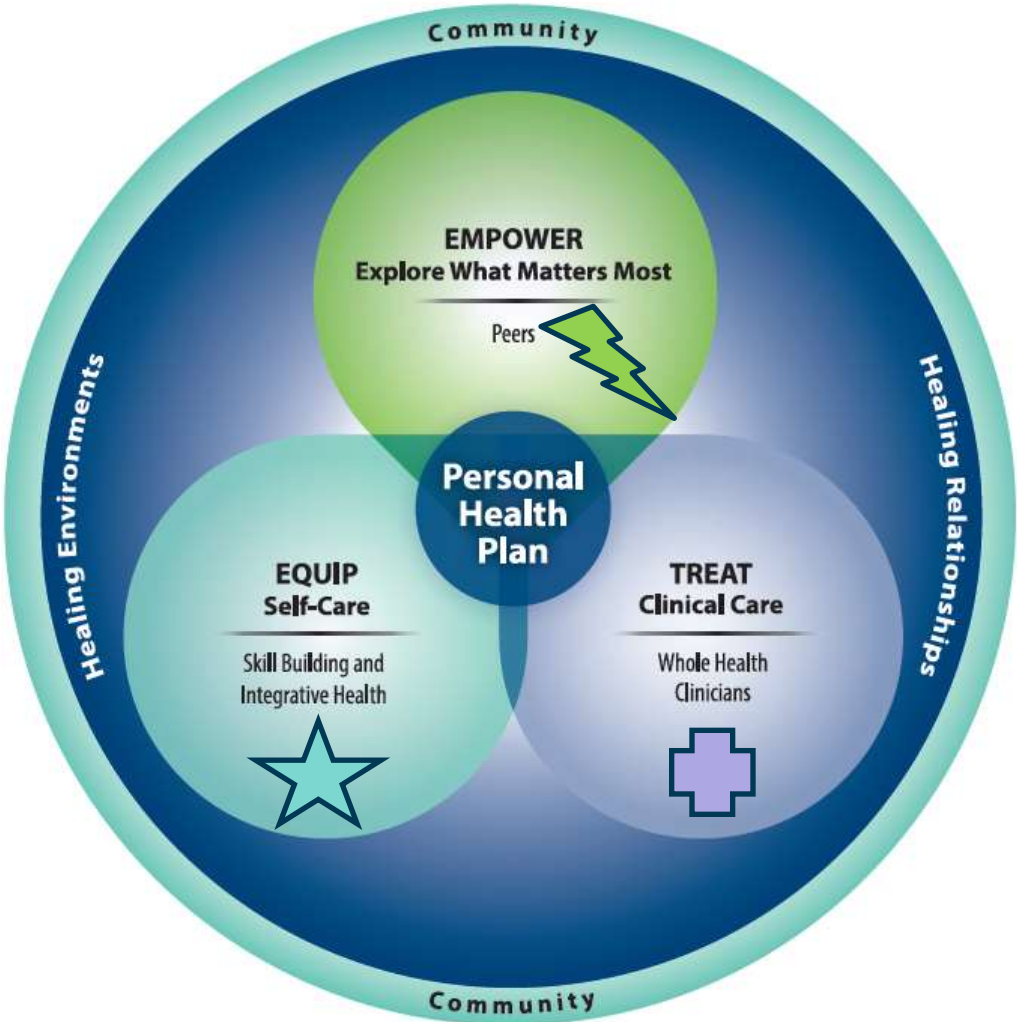 Community
EMPOWER
Explore What Matters Most
Peers
Healing Environments
Healing Relationships
Personal
Health
Plan
EQUIP
Self-Care
Skill Building and
Integrative Health
TREAT
Clinical Care
Whole Health
Clinicians
Community